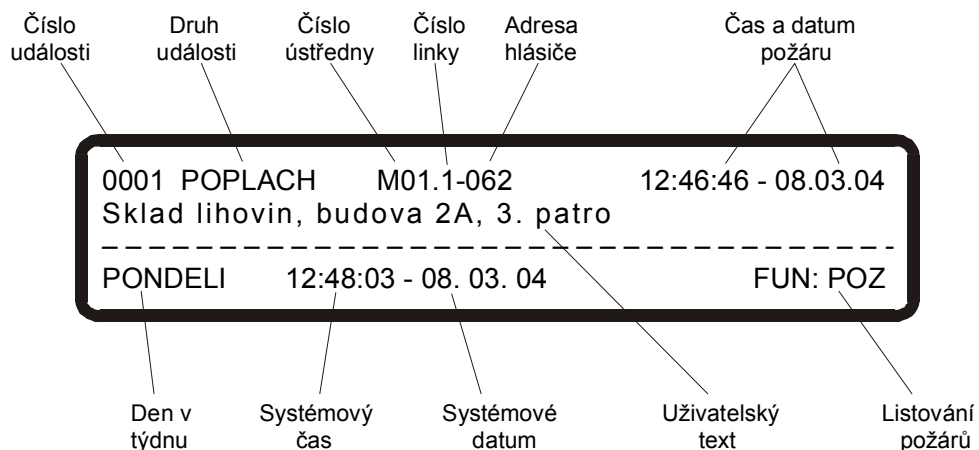 Číslo události
Druh události
Číslo ústředny
Číslo linky
Adresa hlásiče
Čas a datum požáru
0001 POPLACH M01.1-062 12:46:46 - 08.03.04
Sklad lihovin, budova 2A, 3. patro
PONDELI 12:48:03 - 08. 03. 04 FUN: POZ
Den v týdnu
Systémový čas
Systémové datum
Uživatelský text
Listování požárů